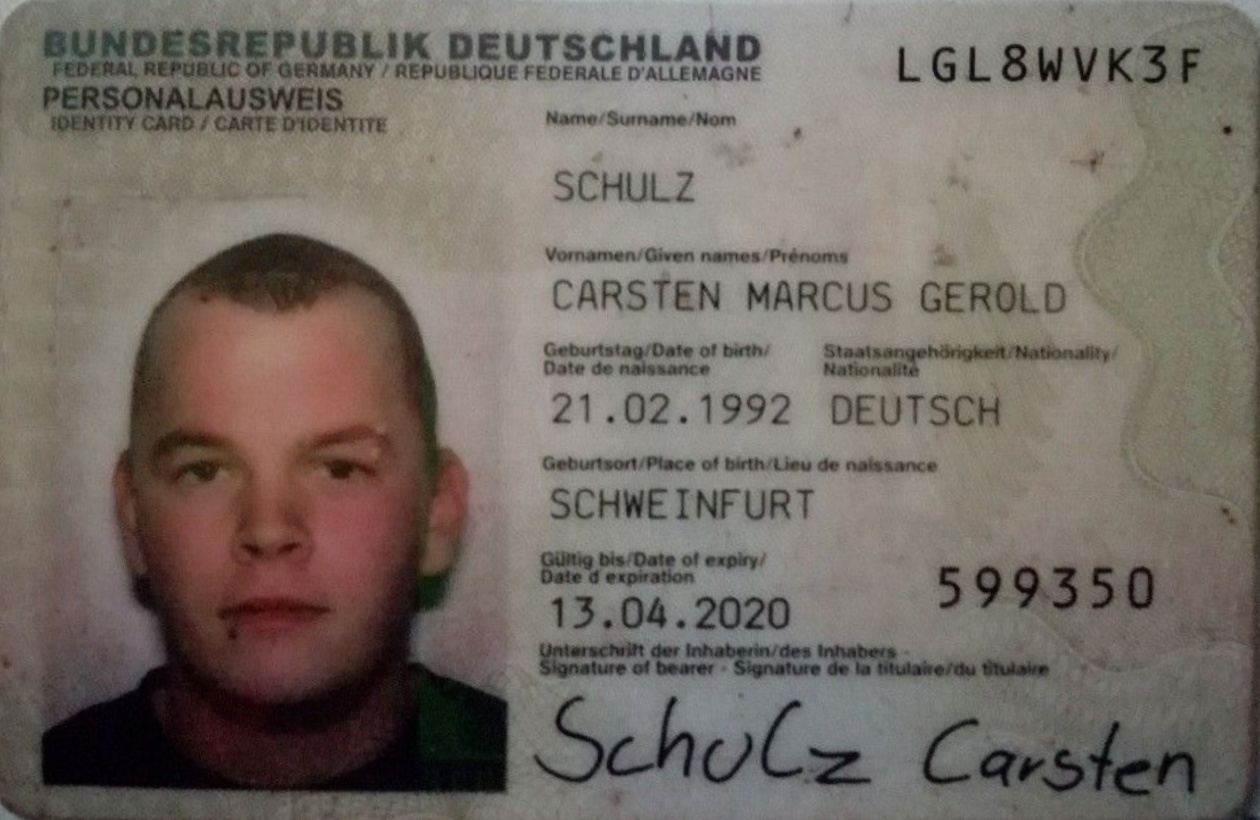 BUNDESREPUBLIK DEUTSCHLAND
FEDERAL REPUBLIC OF GERMANY / REPUBLIQUE FEDERALE D'ALLEMAGNE
PERSONALAUSWEIS
IDENTITY CARD / CARTE D'IDENTITE
LGL8WVK3F
Name/Surname/Nom
SCHULZ
Vornamen/Given names/Prénoms
CARSTEN MARCUS GEROLD
Geburtstag/Date of birth/
Date de naissance
21.02.1992
Staatsangehörigkeit/Nationality/
Nationalité
DEUTSCH
Geburtsort/Place of birth/Lieu de naissance
SCHWEINFURT
Gültig bis/Date of expiry/
Date d'expiration
13.04.2020
599350
Unterschrift der Inhaberin/des Inhabers -
Signature of bearer - Signature de la titulaire/du titulaire
Schulz Carsten